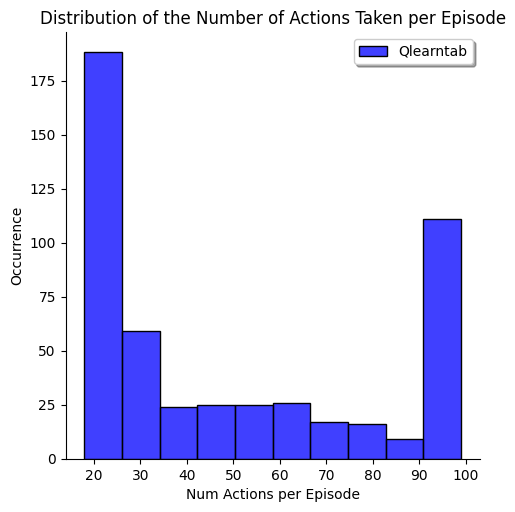 Distribution of the Number of Actions Taken per Episode
Qlearntab
175
150
125
100
75
50
25
0
Occurrence
20 30 40 50 60 70 80 90 100
Num Actions per Episode